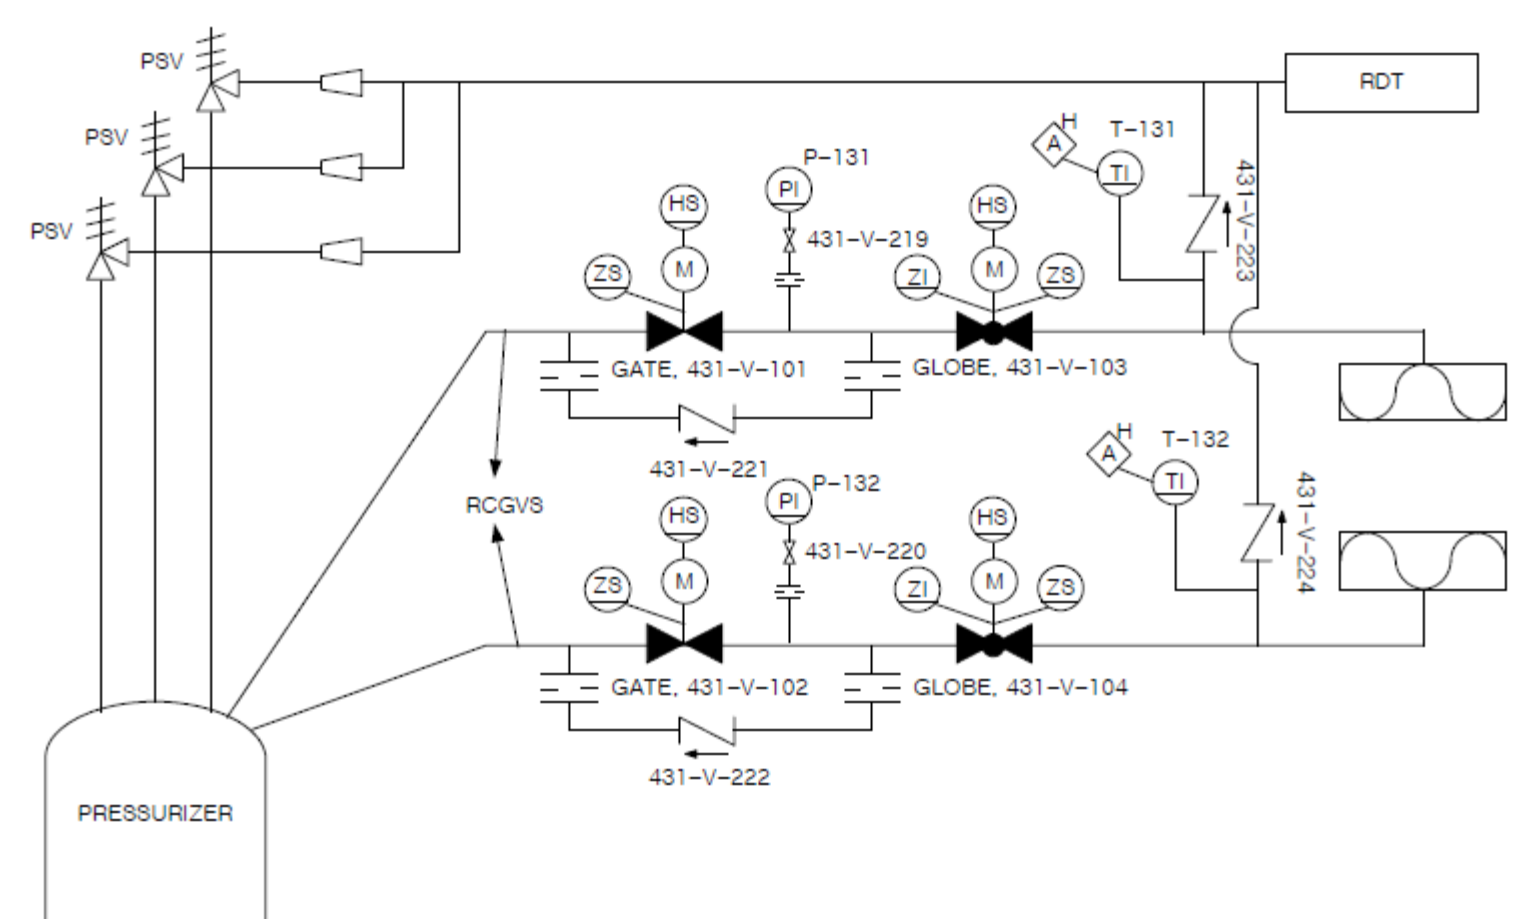 PSV
RDT
PSV
H
A
T-131
TI
P-131
PI
431-V-223
PSV
HS
HS
431-V-219
ZS
M
ZI
M
ZS
GATE, 431-V-101
GLOBE, 431-V-103
431-V-221
H
A
T-132
TI
P-132
PI
431-V-224
RCGVS
HS
HS
431-V-220
ZS
M
ZI
M
ZS
GATE, 431-V-102
GLOBE, 431-V-104
431-V-222
PRESSURIZER